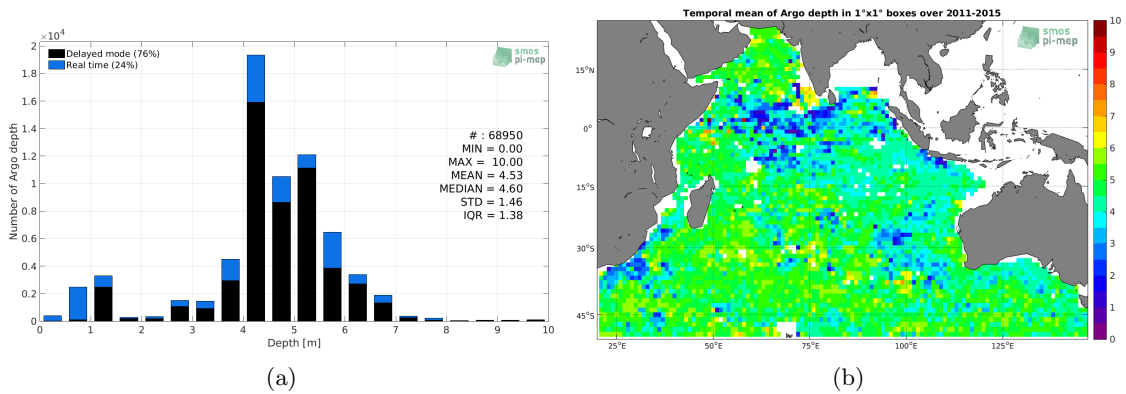 ×10⁴
2
1.8
1.6
1.4
1.2
1
0.8
0.6
0.4
0.2
0
Number of Argo depth
Delayed mode (76%)
Real time (24%)
smos
pi-mep
# : 68950
MIN = 0.00
MAX = 10.00
MEAN = 4.53
MEDIAN = 4.60
STD = 1.46
IQR = 1.38
0 1 2 3 4 5 6 7 8 9 10
Depth [m]
(a)
Temporal mean of Argo depth in 1°x1° boxes over 2011-2015
smos
pi-mep
15°N
0°
15°S
30°S
45°S
25°E 50°E 75°E 100°E 125°E
10
9
8
7
6
5
4
3
2
1
0
(b)